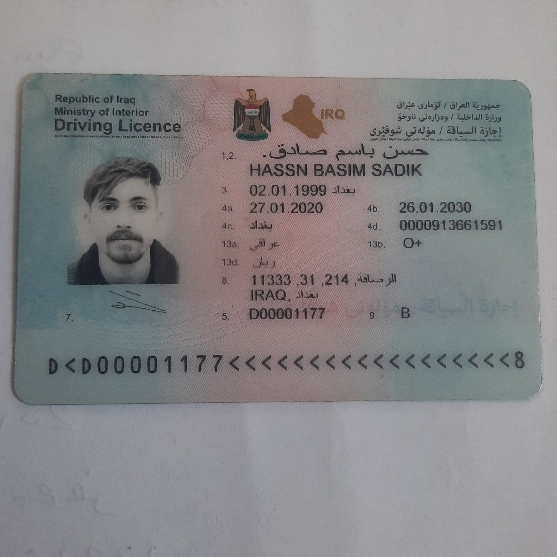 Republic of Iraq
Ministry of Interior
Driving Licence
IRQ
جمهورية العراق / كۆماری عێراق
وزارة الداخلية / وەزارەتی ناوخۆ
إجازة السياقة / مۆڵەتی شوفێری
1,2. حسن باسم صادق.
HASSN BASIM SADIK
3. 02.01.1999 بغداد
4a. 27.01.2020 4b. 26.01.2030
4c. بغداد 4d. 0000913661591
13a. عراقي 13b. O+
13d. ريان
8. الرصافة, 214, 31, 11333
بغداد, IRAQ
7. 5. D00001177 9. B
D<D00001177<<<<<<<<<<<<<<<<<<<8